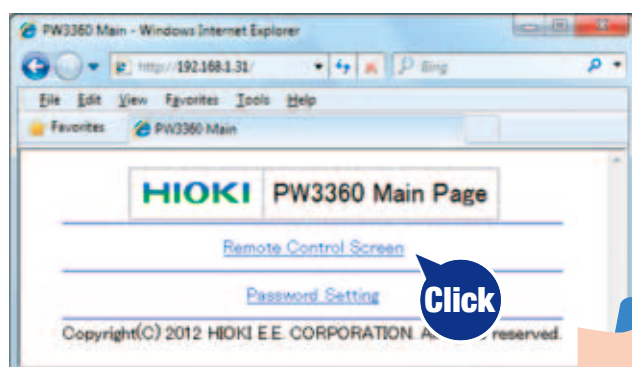 PW3360 Main - Windows Internet Explorer
http://192.168.1.31/
Bing
File Edit View Favorites Tools Help
Favorites PW3360 Main
HIOKI PW3360 Main Page
Remote Control Screen
Password Setting
Click
Copyright(C) 2012 HIOKI E.E. CORPORATION. A reserved.